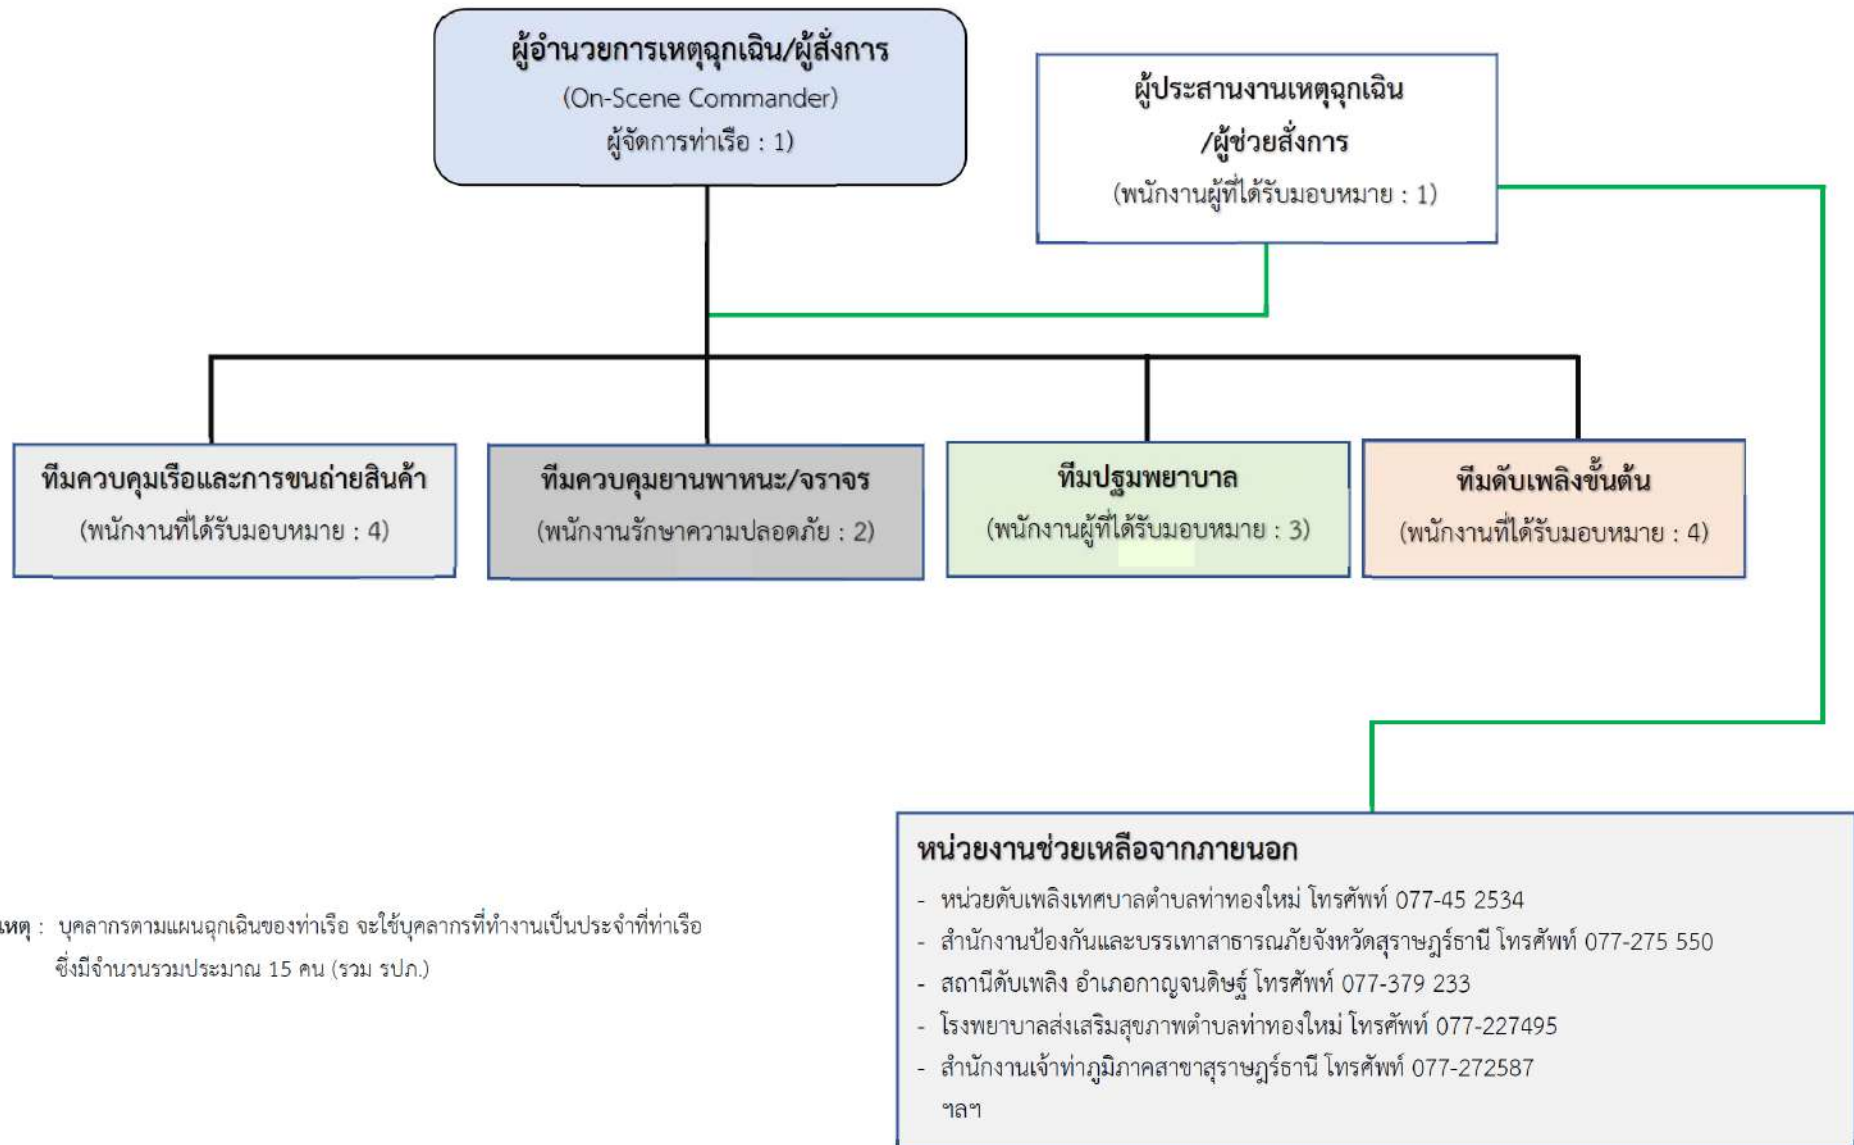 ผู้อำนวยการเหตุฉุกเฉิน/ผู้สั่งการ
(On-Scene Commander)
ผู้จัดการท่าเรือ : 1)
ผู้ประสานงานเหตุฉุกเฉิน
/ผู้ช่วยสั่งการ
(พนักงานผู้ที่ได้รับมอบหมาย : 1)
ทีมควบคุมเรือและการขนถ่ายสินค้า
(พนักงานที่ได้รับมอบหมาย : 4)
ทีมควบคุมยานพาหนะ/จราจร
(พนักงานรักษาความปลอดภัย : 2)
ทีมปฐมพยาบาล
(พนักงานผู้ที่ได้รับมอบหมาย : 3)
ทีมดับเพลิงขั้นต้น
(พนักงานที่ได้รับมอบหมาย : 4)
เหตุ : บุคลากรตามแผนฉุกเฉินของท่าเรือ จะใช้บุคลากรที่ทำงานเป็นประจำที่ท่าเรือ
ซึ่งมีจำนวนรวมประมาณ 15 คน (รวม รปภ.)
หน่วยงานช่วยเหลือจากภายนอก
- หน่วยดับเพลิงเทศบาลตำบลท่าทองใหม่ โทรศัพท์ 077-45 2534
- สำนักงานป้องกันและบรรเทาสาธารณภัยจังหวัดสุราษฎร์ธานี โทรศัพท์ 077-275 550
- สถานีดับเพลิง อำเภอกาญจนดิษฐ์ โทรศัพท์ 077-379 233
- โรงพยาบาลส่งเสริมสุขภาพตำบลท่าทองใหม่ โทรศัพท์ 077-227495
- สำนักงานเจ้าท่าภูมิภาคสาขาสุราษฎร์ธานี โทรศัพท์ 077-272587
ฯลฯ